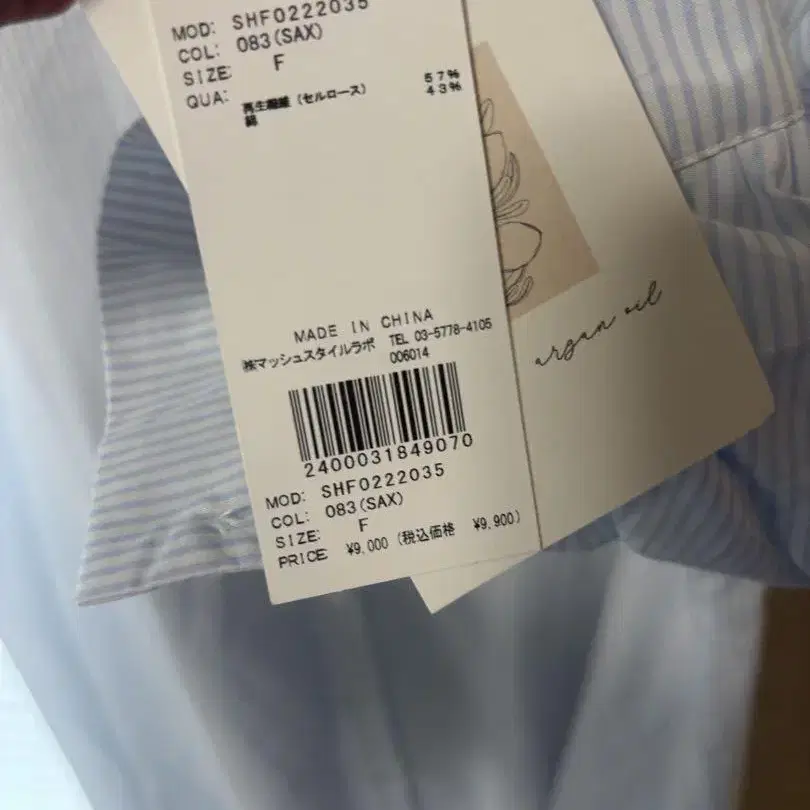 MOD: SHF0222035
COL: 083(SAX)
SIZE: F
QUA: 再生繊維 (セルロース) 57%
綿 43%
MADE IN CHINA
㈱マッシュスタイルラボ TEL 03-5778-4105
006014
2400031849070
MOD: SHF0222035
COL: 083(SAX)
SIZE: F
PRICE ¥9,000 (税込価格 ¥9,900)
argan oil